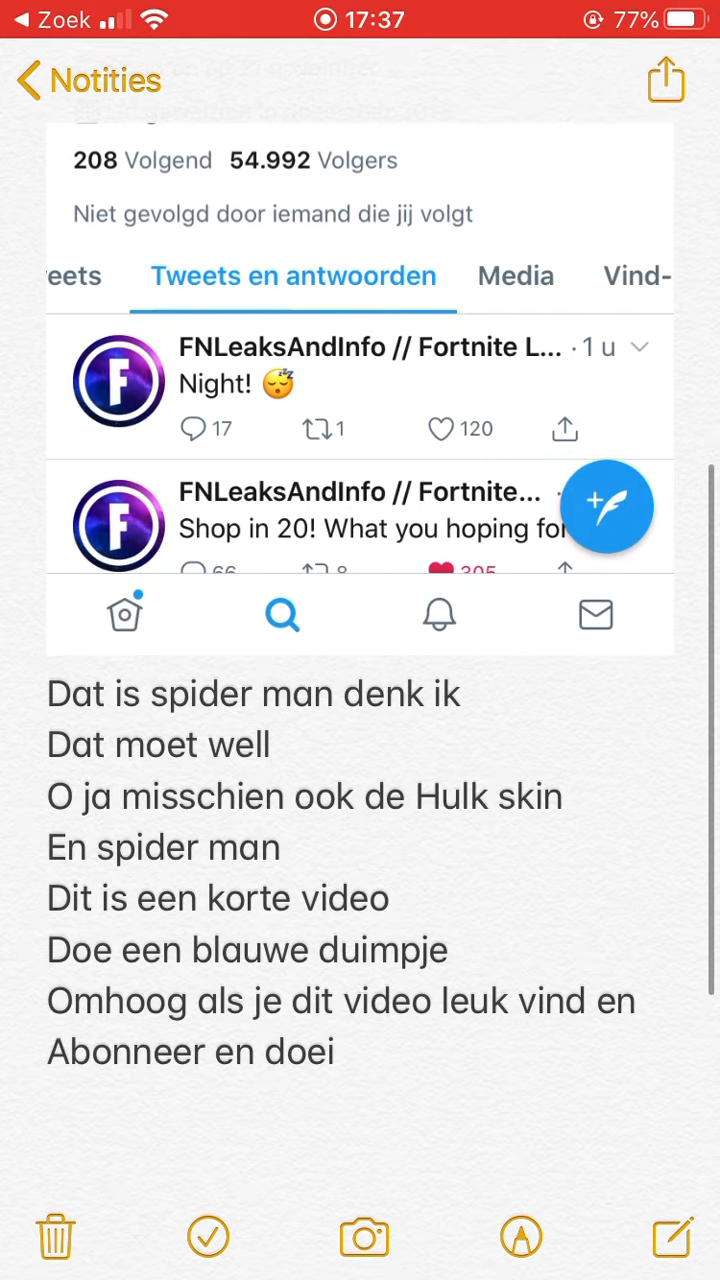 Zoek 17:37 77%
Notities
208 Volgend 54.992 Volgers
Niet gevolgd door iemand die jij volgt
eets Tweets en antwoorden Media Vind-
FNLeaksAndInfo // Fortnite L... · 1 u
Night! 😴
17 1 120
FNLeaksAndInfo // Fortnite... ·
Shop in 20! What you hoping for
66 8 305
Dat is spider man denk ik
Dat moet well
O ja misschien ook de Hulk skin
En spider man
Dit is een korte video
Doe een blauwe duimpje
Omhoog als je dit video leuk vind en
Abonneer en doei